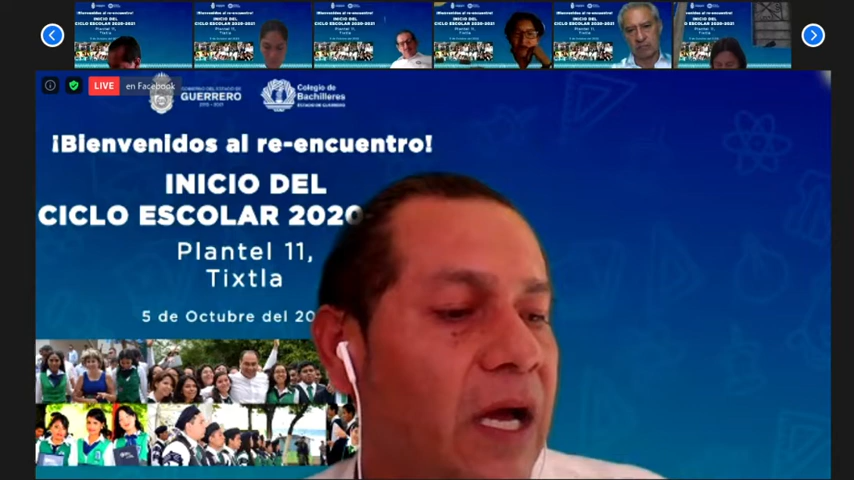 LIVE en Facebook
GOBIERNO DEL ESTADO DE
GUERRERO
Colegio de
Bachilleres
ESTADO DE GUERRERO
¡Bienvenidos al re-encuentro!
INICIO DEL
CICLO ESCOLAR 2020-
Plantel 11,
Tixtla
5 de Octubre del 20